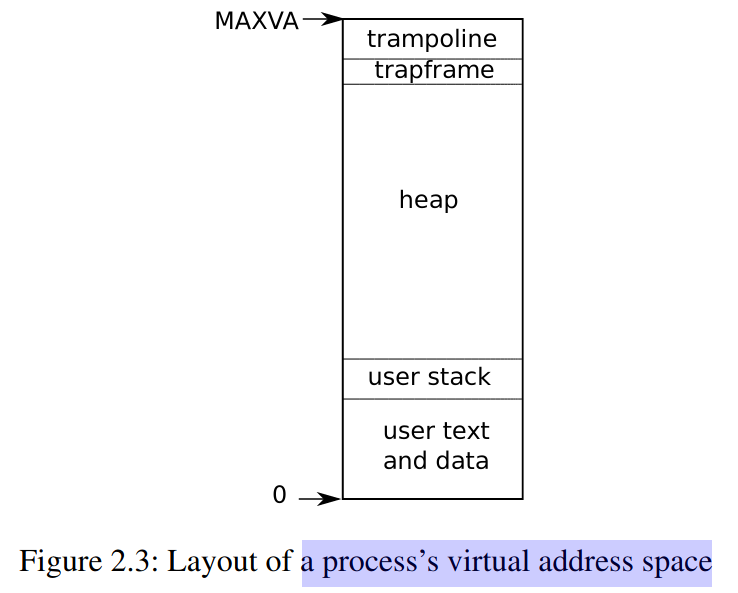 MAXVA
trampoline
trapframe
heap
user stack
user text
and data
0
Figure 2.3: Layout of a process’s virtual address space